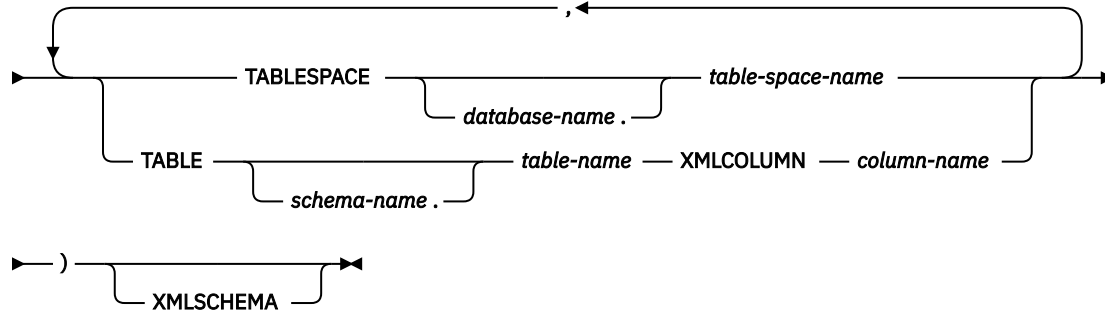 ,
TABLESPACE table-space-name
database-name .
TABLE table-name XMLCOLUMN column-name
schema-name .
)
XMLSCHEMA